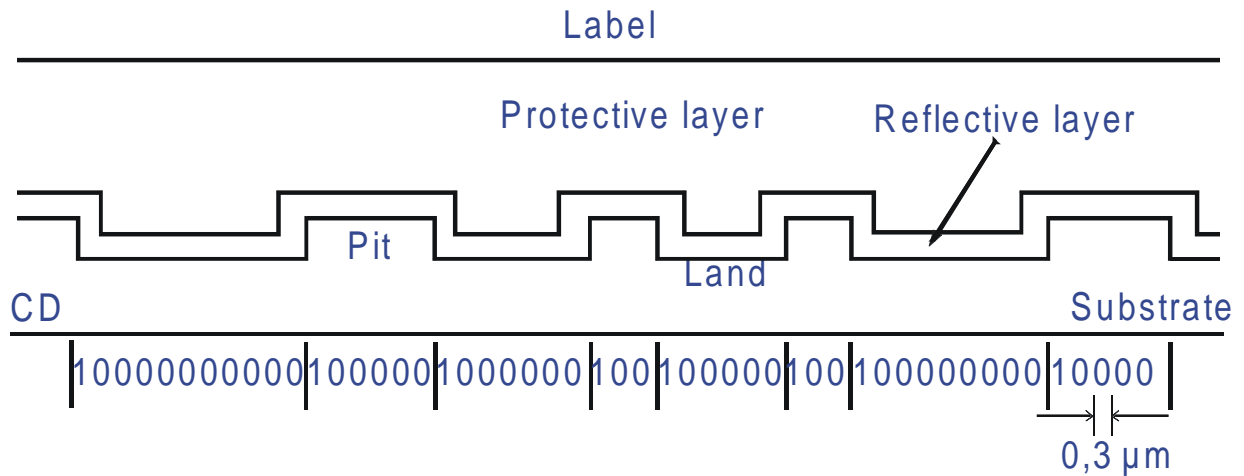 Label
Protective layer
Reflective layer
Pit
Land
CD
Substrate
10000000000 100000 1000000 100 100000 100 100000000 10000
0,3 µm